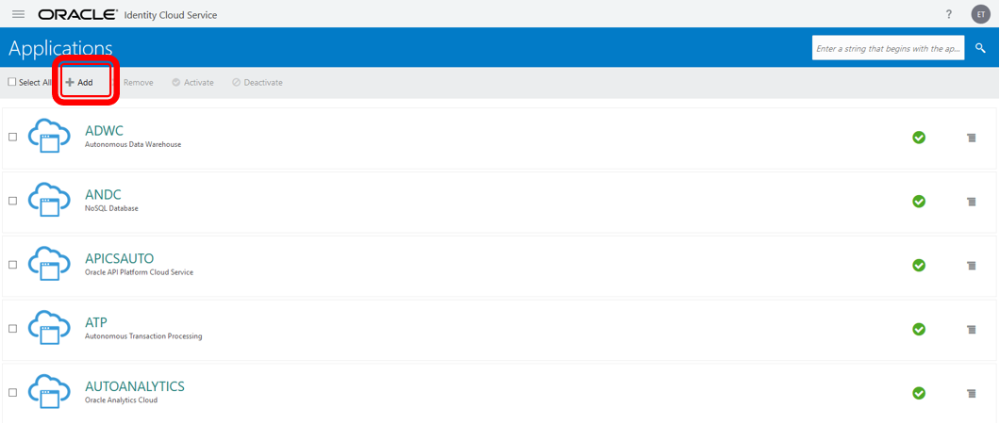 ORACLE® Identity Cloud Service
?
ET
Applications
Enter a string that begins with the ap...
Select All
Add
Remove
Activate
Deactivate
ADWC
Autonomous Data Warehouse
ANDC
NoSQL Database
APICSAUTO
Oracle API Platform Cloud Service
ATP
Autonomous Transaction Processing
AUTOANALYTICS
Oracle Analytics Cloud